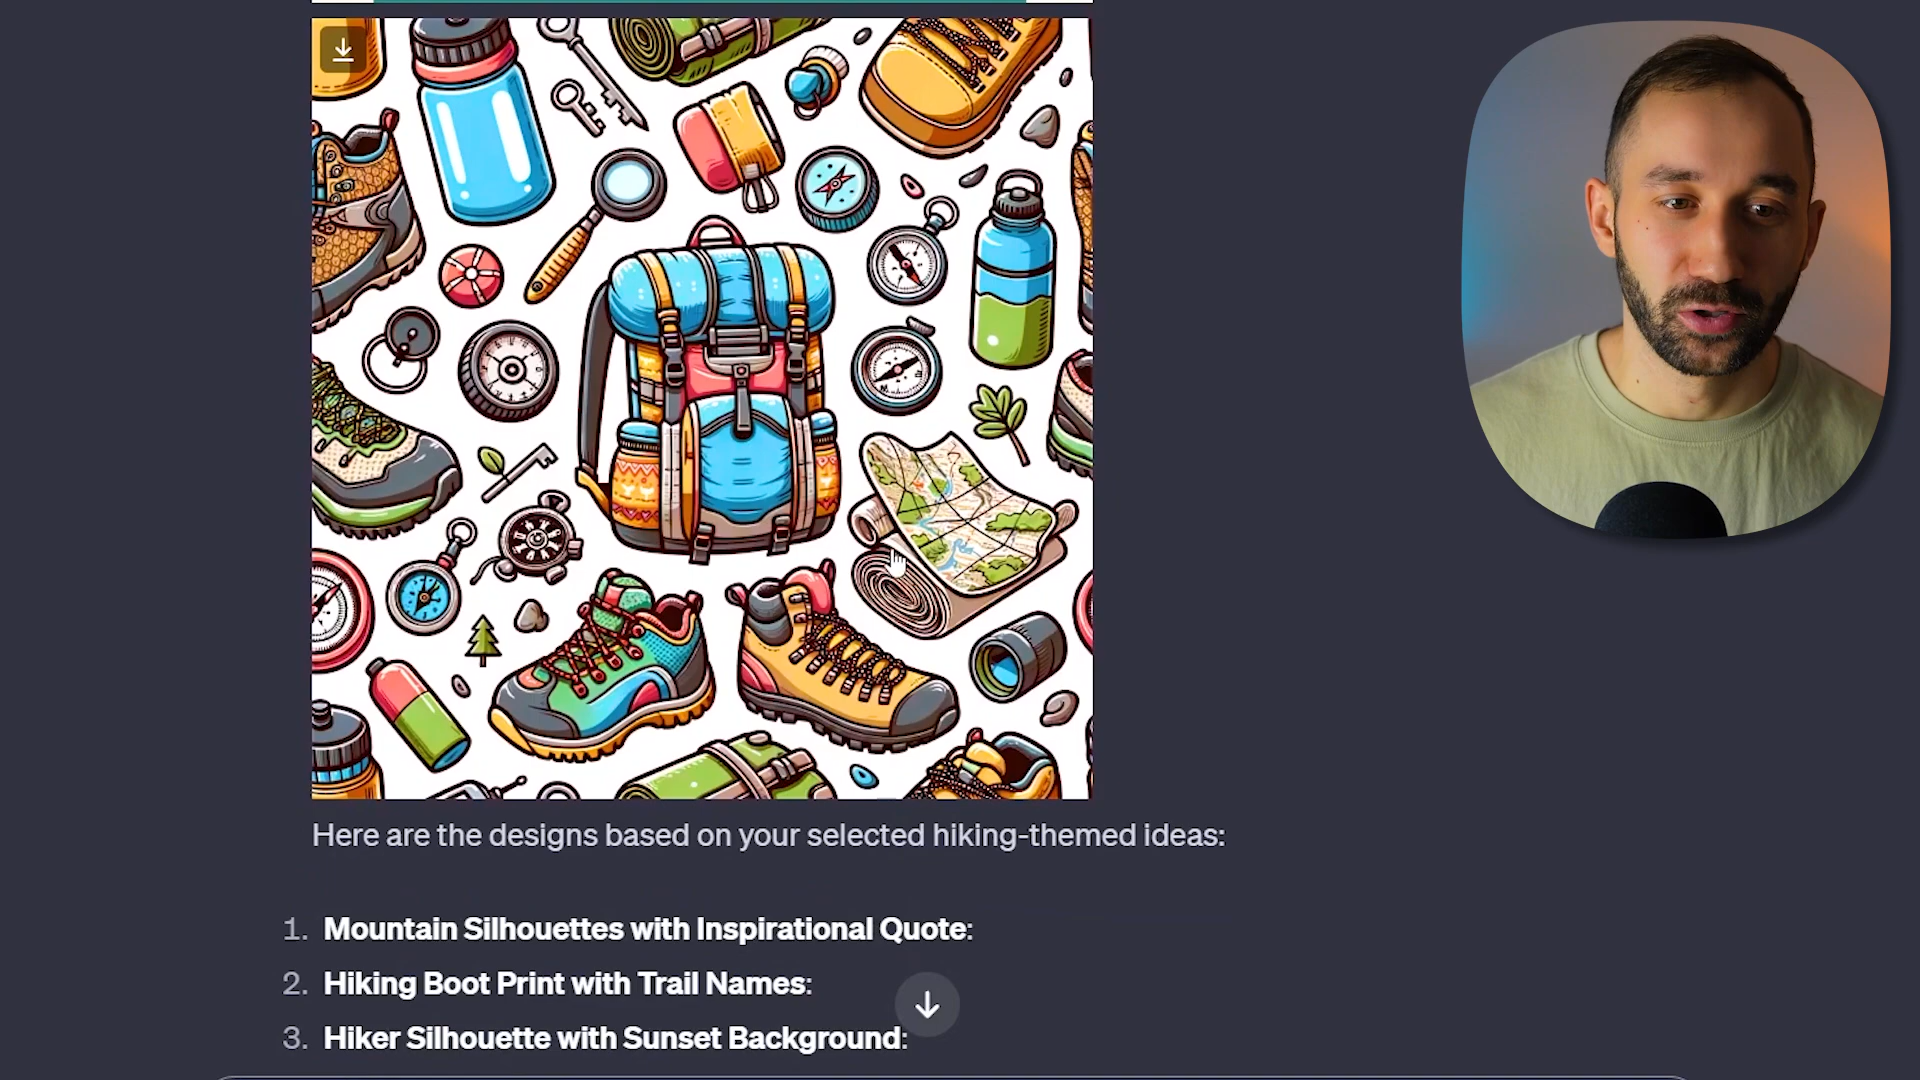 Here are the designs based on your selected hiking-themed ideas:
1. Mountain Silhouettes with Inspirational Quote:
2. Hiking Boot Print with Trail Names:
3. Hiker Silhouette with Sunset Background: